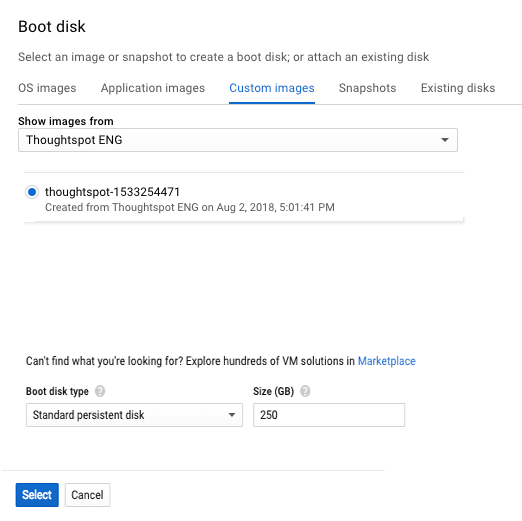 Boot disk
Select an image or snapshot to create a boot disk; or attach an existing disk
OS images Application images Custom images Snapshots Existing disks
Show images from
Thoughtspot ENG
thoughtspot-1533254471
Created from Thoughtspot ENG on Aug 2, 2018, 5:01:41 PM
Can't find what you're looking for? Explore hundreds of VM solutions in Marketplace
Boot disk type ? Size (GB) ?
Standard persistent disk 250
Select Cancel